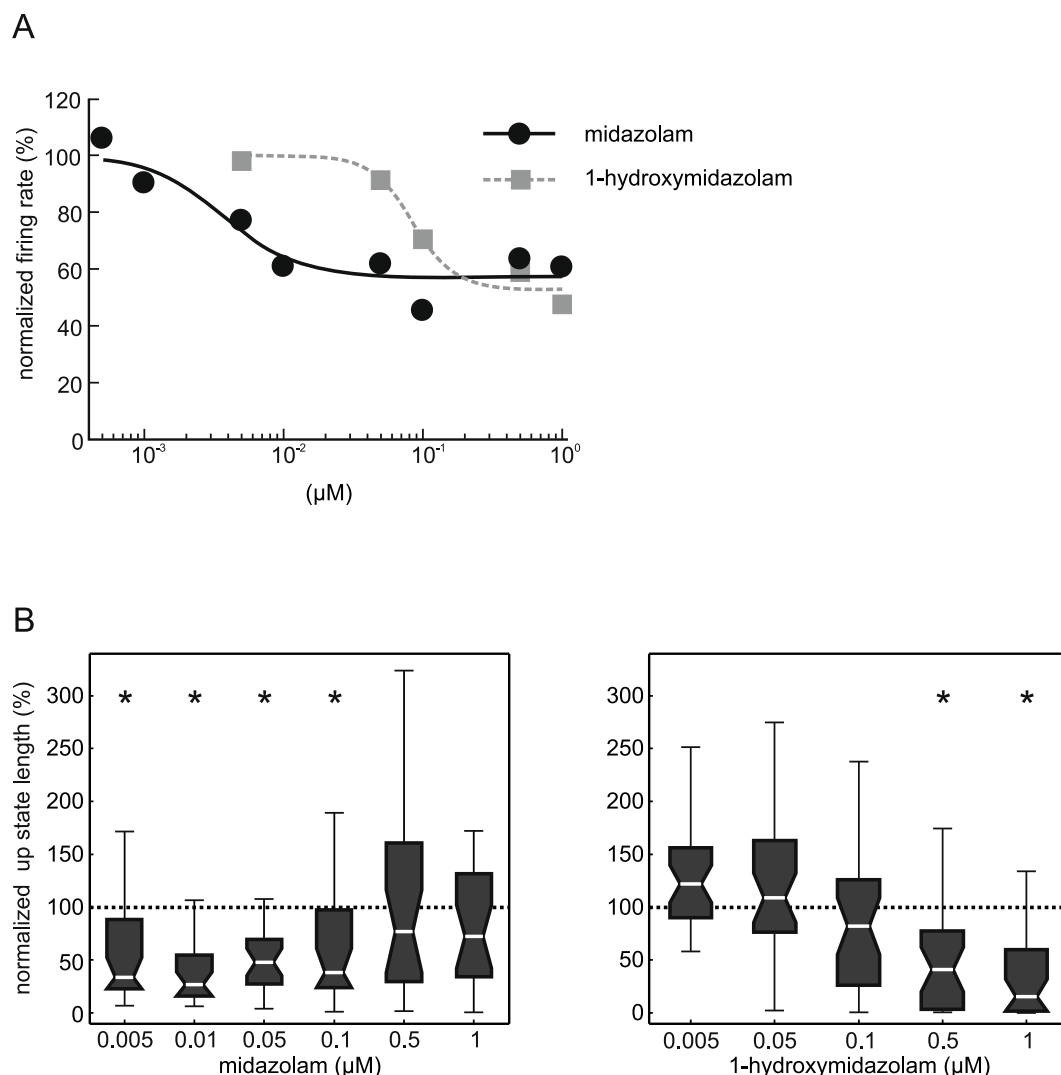 A
normalized firing rate (%)
120
100
80
60
40
20
0
10⁻³ 10⁻² 10⁻¹ 10⁰
(µM)
midazolam
1-hydroxymidazolam
B
normalized up state length (%)
300
250
200
150
100
50
0
* * * *
0.005 0.01 0.05 0.1 0.5 1
midazolam (µM)
300
250
200
150
100
50
0
* *
0.005 0.05 0.1 0.5 1
1-hydroxymidazolam (µM)